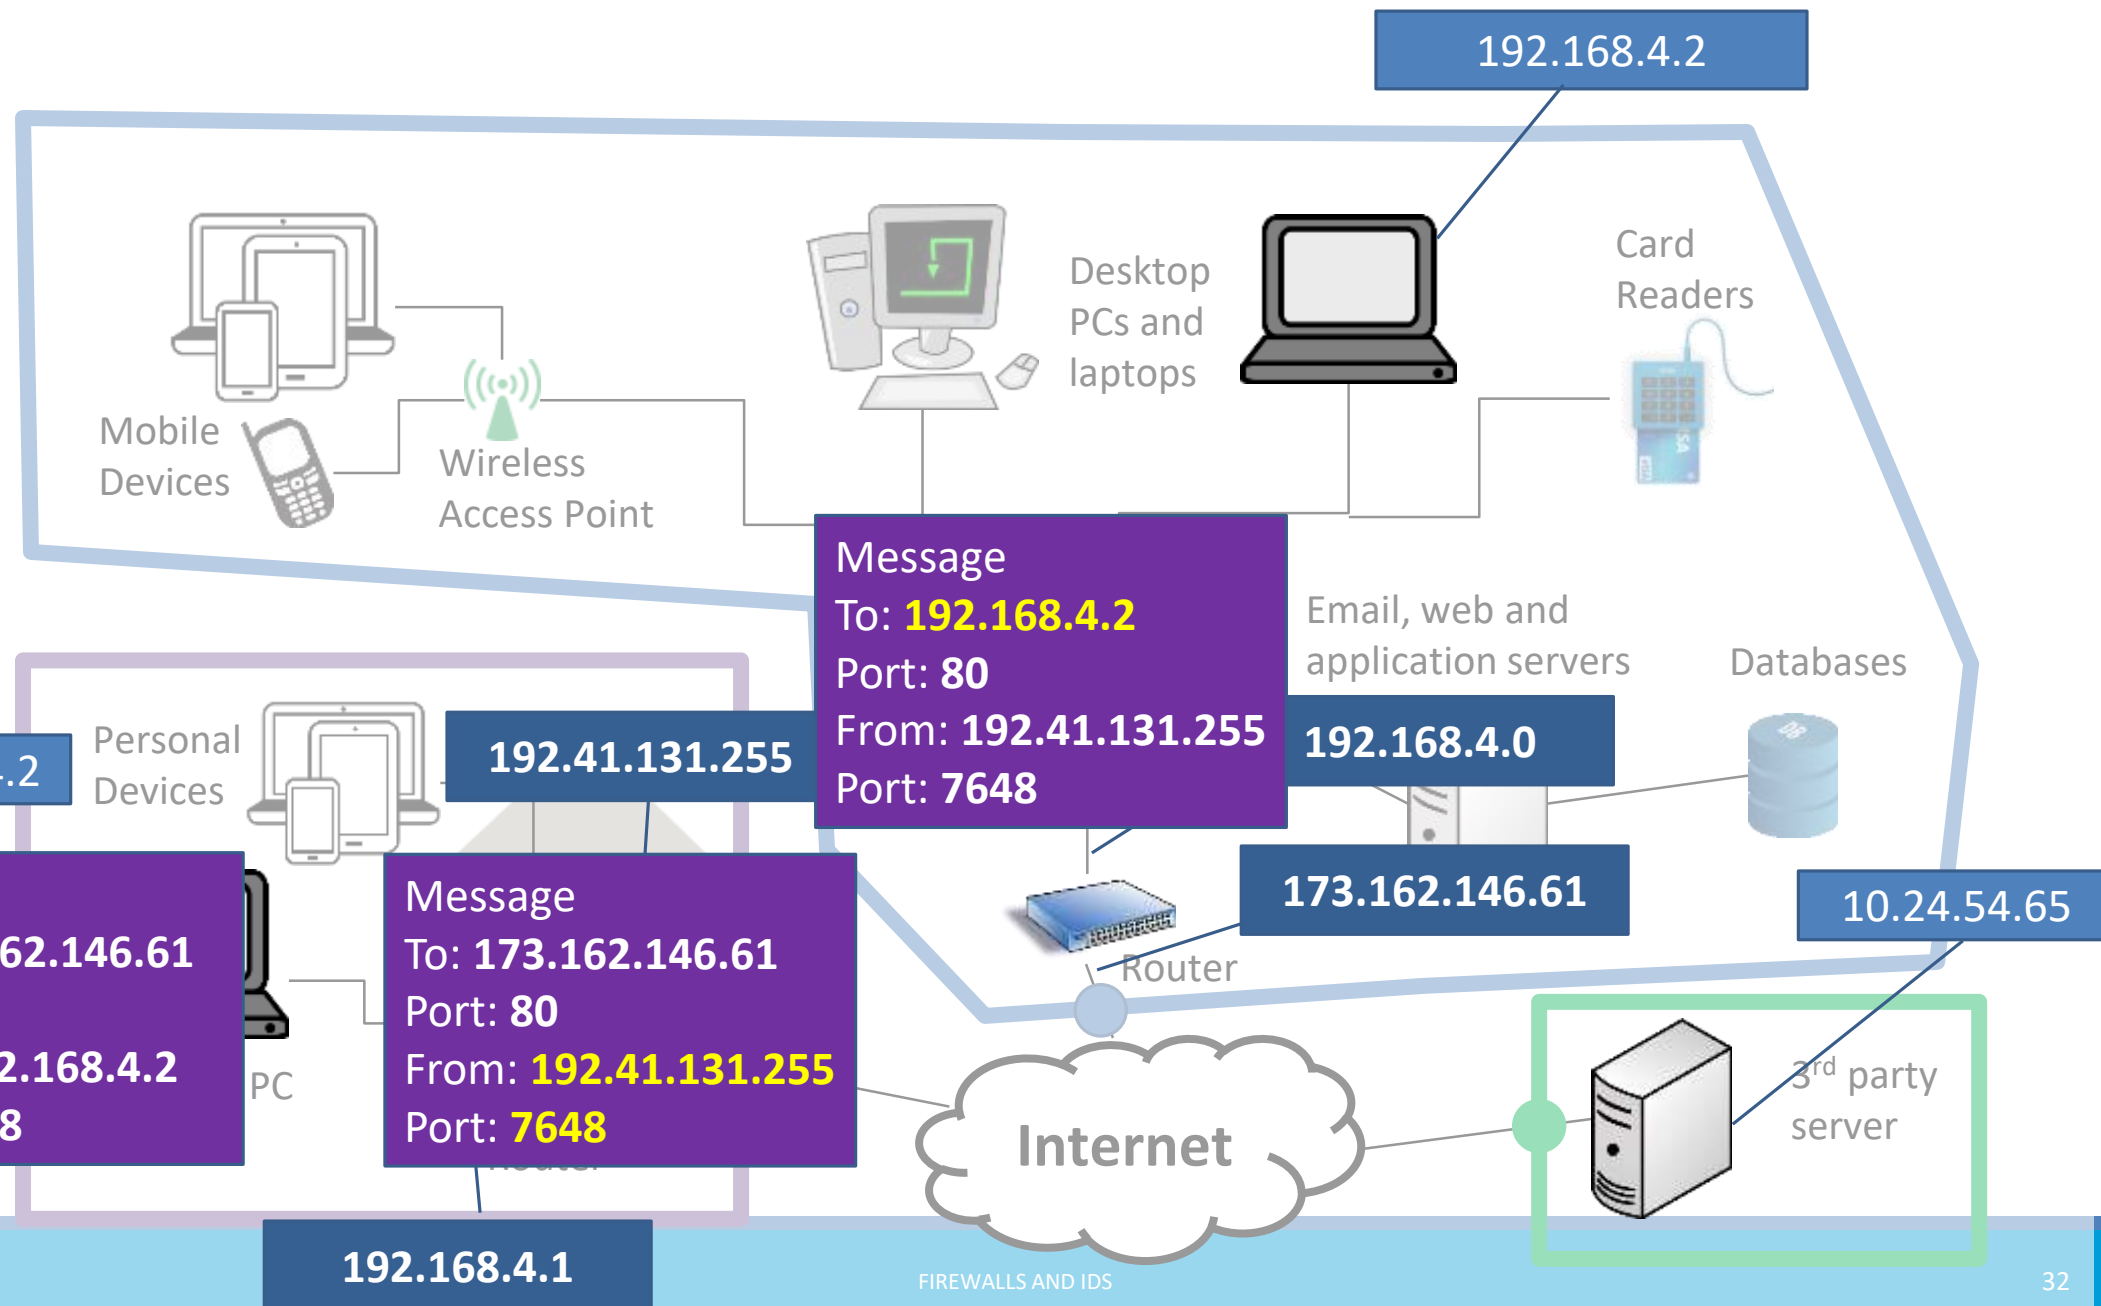 192.168.4.2
Card
Readers
Desktop
PCs and
laptops
Mobile
Devices
Wireless
Access Point
Message
To: 192.168.4.2
Port: 80
From: 192.41.131.255
Port: 7648
Email, web and
application servers
Databases
Personal
Devices
.2
192.41.131.255
192.168.4.0
173.162.146.61
10.24.54.65
62.146.61
2.168.4.2
8
PC
Message
To: 173.162.146.61
Port: 80
From: 192.41.131.255
Port: 7648
Router
Internet
3rd party
server
192.168.4.1
FIREWALLS AND IDS
32
VISA
DB